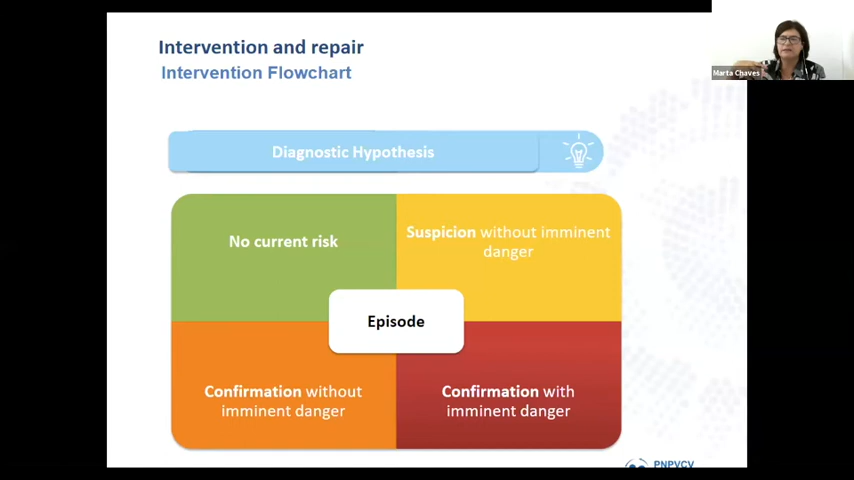 Intervention and repair
Intervention Flowchart
Marta Chaves
Diagnostic Hypothesis
No current risk
Suspicion without imminent
danger
Episode
Confirmation without
imminent danger
Confirmation with
imminent danger
PNPVCV